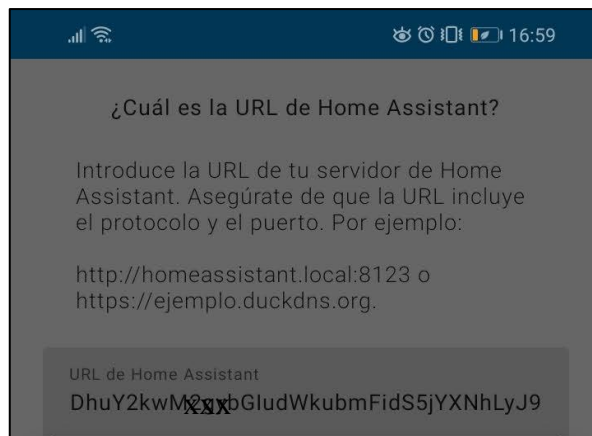 16:59
¿Cuál es la URL de Home Assistant?
Introduce la URL de tu servidor de Home
Assistant. Asegúrate de que la URL incluye
el protocolo y el puerto. Por ejemplo:
http://homeassistant.local:8123 o
https://ejemplo.duckdns.org.
URL de Home Assistant